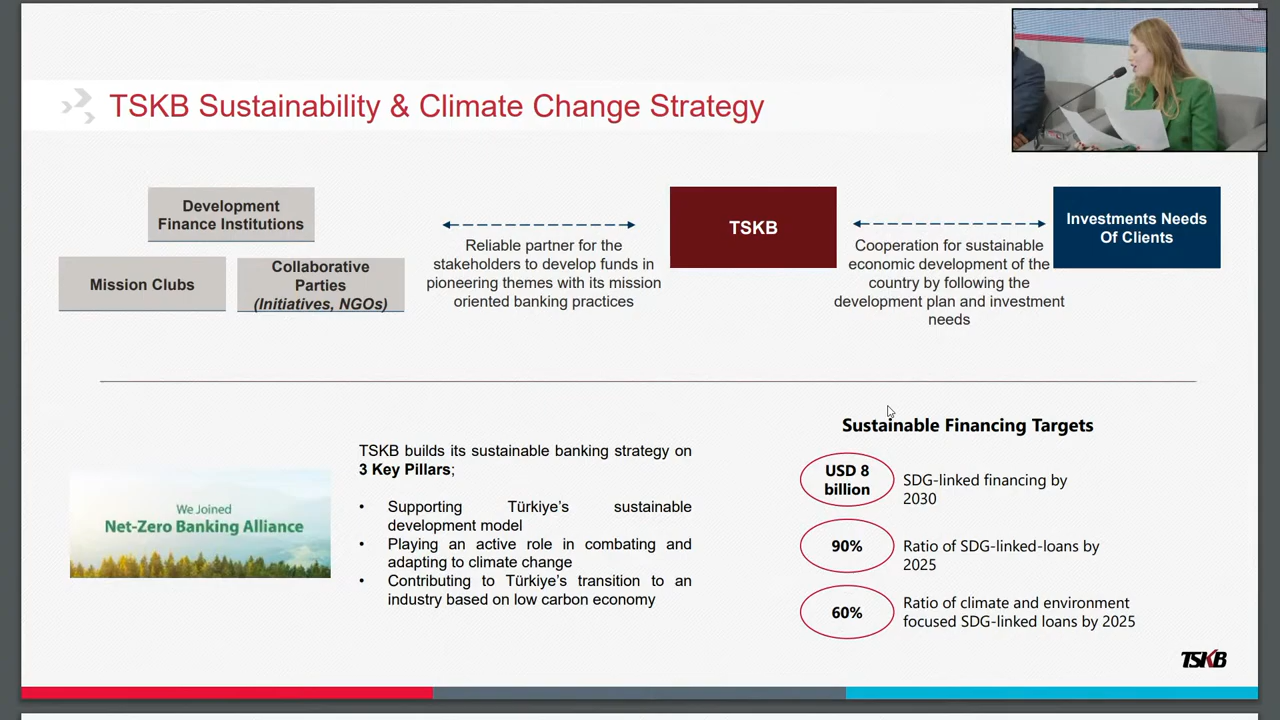 TSKB Sustainability & Climate Change Strategy
Development
Finance Institutions
Mission Clubs
Collaborative
Parties
(Initiatives, NGOs)
Reliable partner for the
stakeholders to develop funds in
pioneering themes with its mission
oriented banking practices
TSKB
Cooperation for sustainable
economic development of the
country by following the
development plan and investment
needs
Investments Needs
Of Clients
We Joined
Net-Zero Banking Alliance
TSKB builds its sustainable banking strategy on
3 Key Pillars;
• Supporting Türkiye’s sustainable
development model
• Playing an active role in combating and
adapting to climate change
• Contributing to Türkiye’s transition to an
industry based on low carbon economy
Sustainable Financing Targets
USD 8
billion
SDG-linked financing by
2030
90%
Ratio of SDG-linked-loans by
2025
60%
Ratio of climate and environment
focused SDG-linked loans by 2025
TSKB